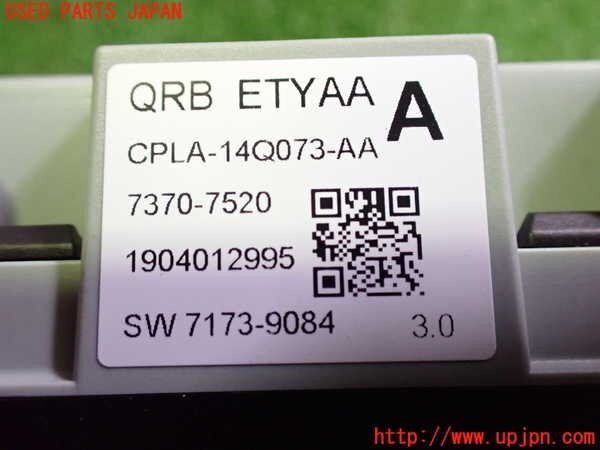 USED PARTS JAPAN
QRB ETYAA
A
CPLA-14Q073-AA
7370-7520
1904012995
SW 7173-9084
3.0
http://www.upjpn.com/